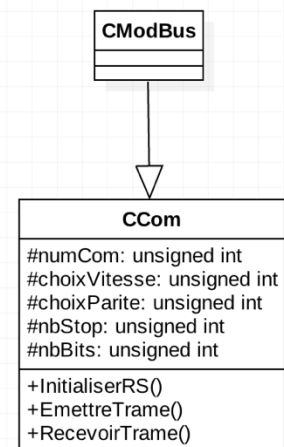 CModBus
CCom
#numCom: unsigned int
#choixVitesse: unsigned int
#choixParite: unsigned int
#nbStop: unsigned int
#nbBits: unsigned int
+InitialiserRS()
+EmettreTrame()
+RecevoirTrame()